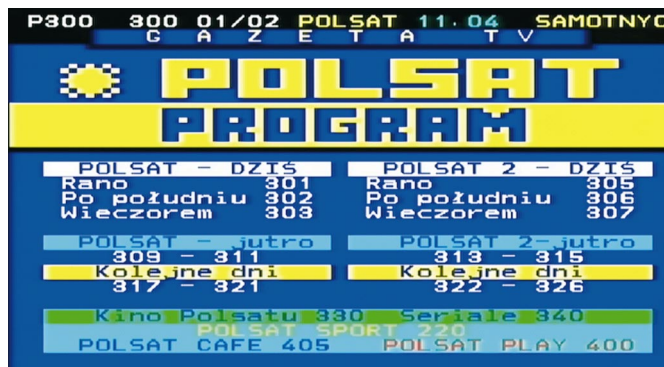 P300 300 01/02 POLSAT 11.04 SAMOTNYC
G A Z E T A TV
POLSAT
PROGRAM
POLSAT - DZIŚ POLSAT 2 - DZIŚ
Rano 301 Rano 305
Po południu 302 Po południu 306
Wieczorem 303 Wieczorem 307
POLSAT - jutro POLSAT 2-jutro
309 - 311 313 - 315
Kolejne dni Kolejne dni
317 - 321 322 - 326
Kino Polsatu 330 Seriale 340
POLSAT SPORT 220
POLSAT CAFE 405 POLSAT PLAY 400